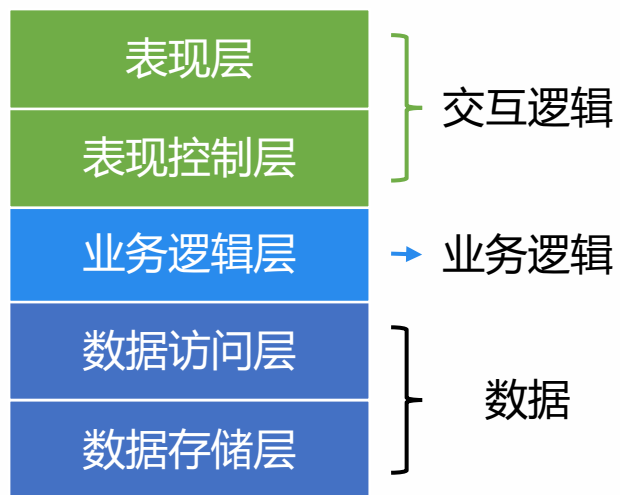 表现层
表现控制层
交互逻辑
业务逻辑层
业务逻辑
数据访问层
数据存储层
数据